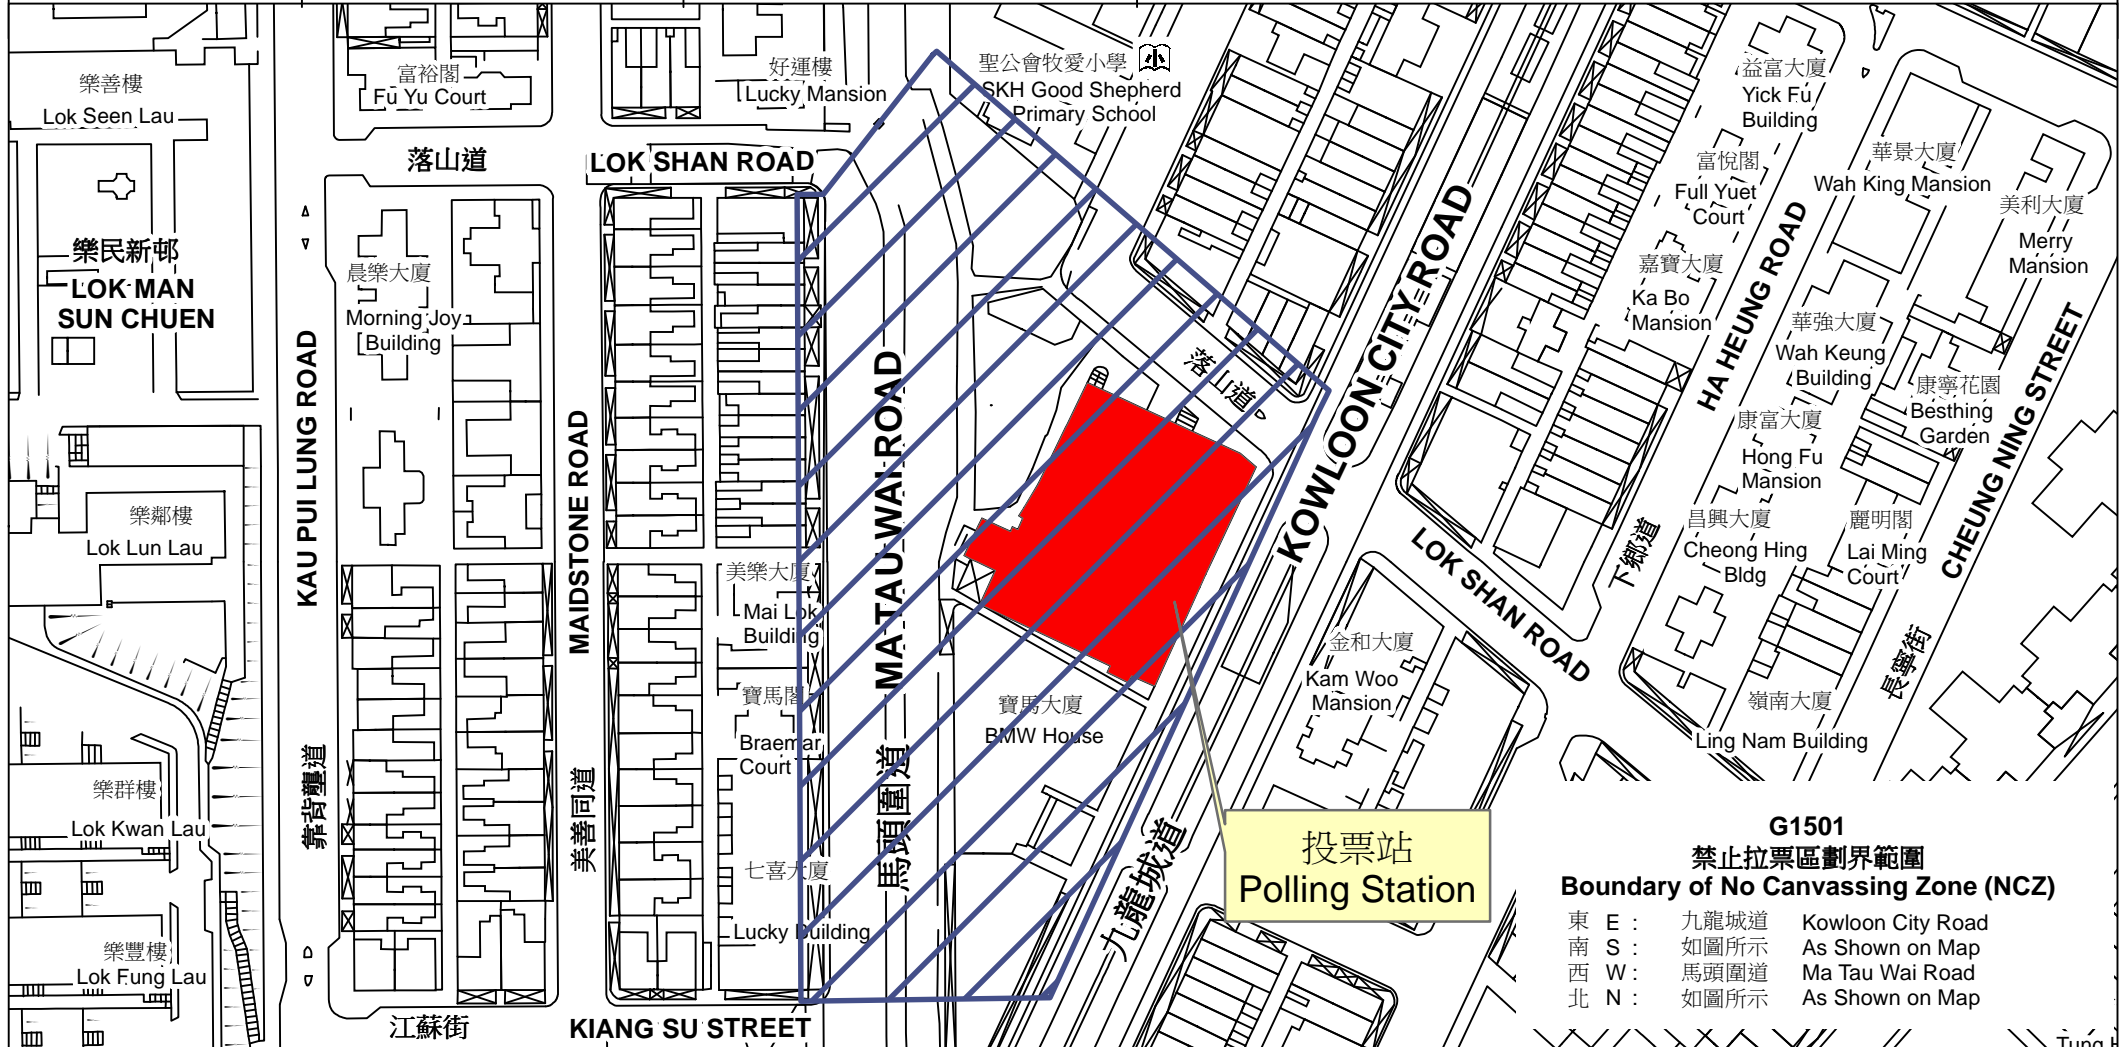 樂善樓
Lok Seen Lau
富裕閣
Fu Yu Court
好運樓
Lucky Mansion
聖公會牧愛小學
小
SKH Good Shepherd
Primary School
益富大廈
Yick Fu
Building
華景大廈
Wah King Mansion
富悅閣
Full Yuet
Court
美利大廈
Merry
Mansion
落山道
LOK SHAN ROAD
樂民新邨
LOK MAN
SUN CHUEN
晨樂大廈
Morning Joy
Building
嘉寶大廈
Ka Bo
Mansion
華強大廈
Wah Keung
Building
康寧花園
Besthing
Garden
康富大廈
Hong Fu
Mansion
昌興大廈
Cheong Hing
Bldg
麗明閣
Lai Ming
Court
KAU PUI LUNG ROAD
靠背壟道
MAIDSTONE ROAD
美善同道
MA TAU WAI ROAD
馬頭圍道
落山道
KOWLOON CITY ROAD
九龍城道
HA HEUNG ROAD
下鄉道
CHEUNG NING STREET
長寧街
LOK SHAN ROAD
樂鄰樓
Lok Lun Lau
美樂大廈
Mai Lok
Building
寶馬閣
Braemar
Court
寶馬大廈
BMW House
金和大廈
Kam Woo
Mansion
嶺南大廈
Ling Nam Building
樂群樓
Lok Kwan Lau
七喜大廈
Lucky Building
樂豐樓
Lok Fung Lau
江蘇街
KIANG SU STREET
投票站
Polling Station
G1501
禁止拉票區劃界範圍
Boundary of No Canvassing Zone (NCZ)
東 E : 九龍城道 Kowloon City Road
南 S : 如圖所示 As Shown on Map
西 W : 馬頭圍道 Ma Tau Wai Road
北 N : 如圖所示 As Shown on Map